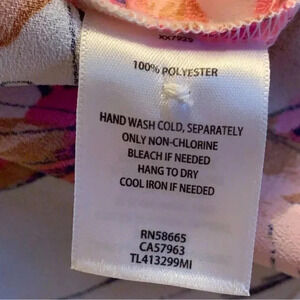 100% POLYESTER
HAND WASH COLD, SEPARATELY
ONLY NON-CHLORINE
BLEACH IF NEEDED
HANG TO DRY
COOL IRON IF NEEDED
RN58665
CA57963
TL413299MI